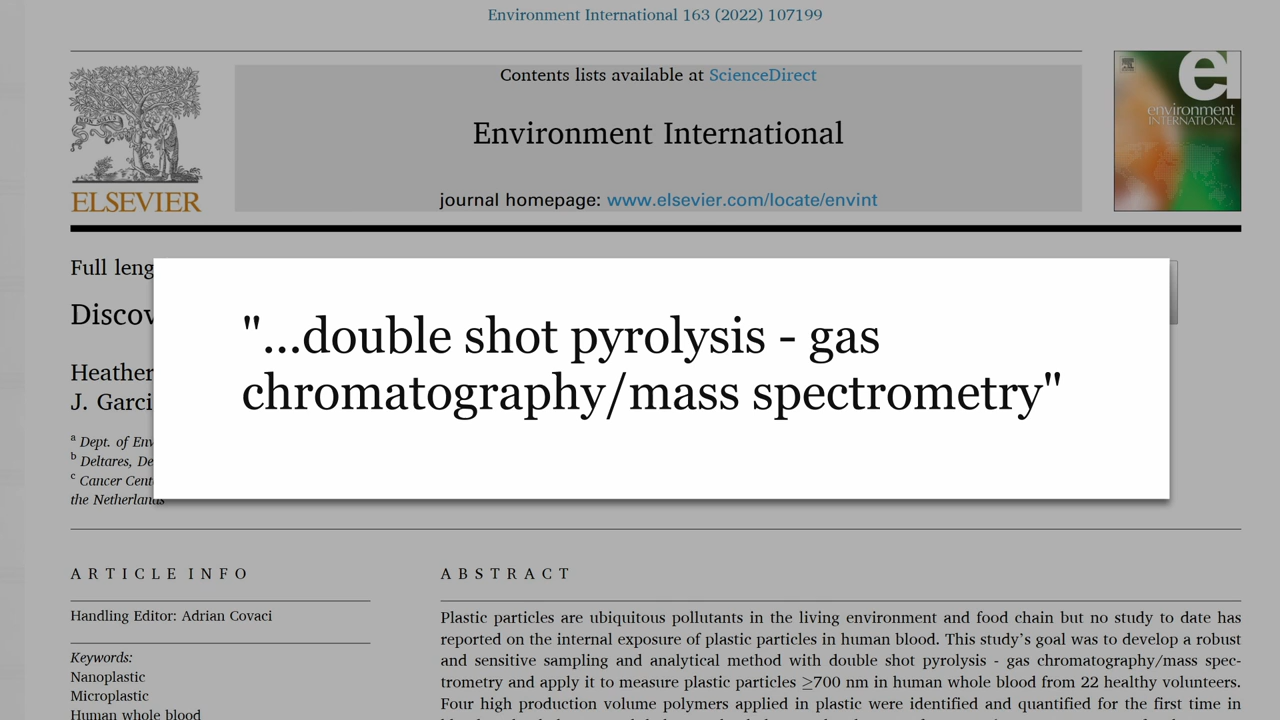 Environment International 163 (2022) 107199
Contents lists available at ScienceDirect
Environment International
journal homepage: www.elsevier.com/locate/envint
ELSEVIER
e
environment
INTERNATIONAL
Full leng
Discov
"...double shot pyrolysis - gas
chromatography/mass spectrometry"
Heather
J. Garci
a Dept. of Env
b Deltares, De
c Cancer Cent
the Netherlands
ARTICLE INFO
Handling Editor: Adrian Covaci
Keywords:
Nanoplastic
Microplastic
Human whole blood
ABSTRACT
Plastic particles are ubiquitous pollutants in the living environment and food chain but no study to date has
reported on the internal exposure of plastic particles in human blood. This study's goal was to develop a robust
and sensitive sampling and analytical method with double shot pyrolysis - gas chromatography/mass spec-
trometry and apply it to measure plastic particles ≥700 nm in human whole blood from 22 healthy volunteers.
Four high production volume polymers applied in plastic were identified and quantified for the first time in